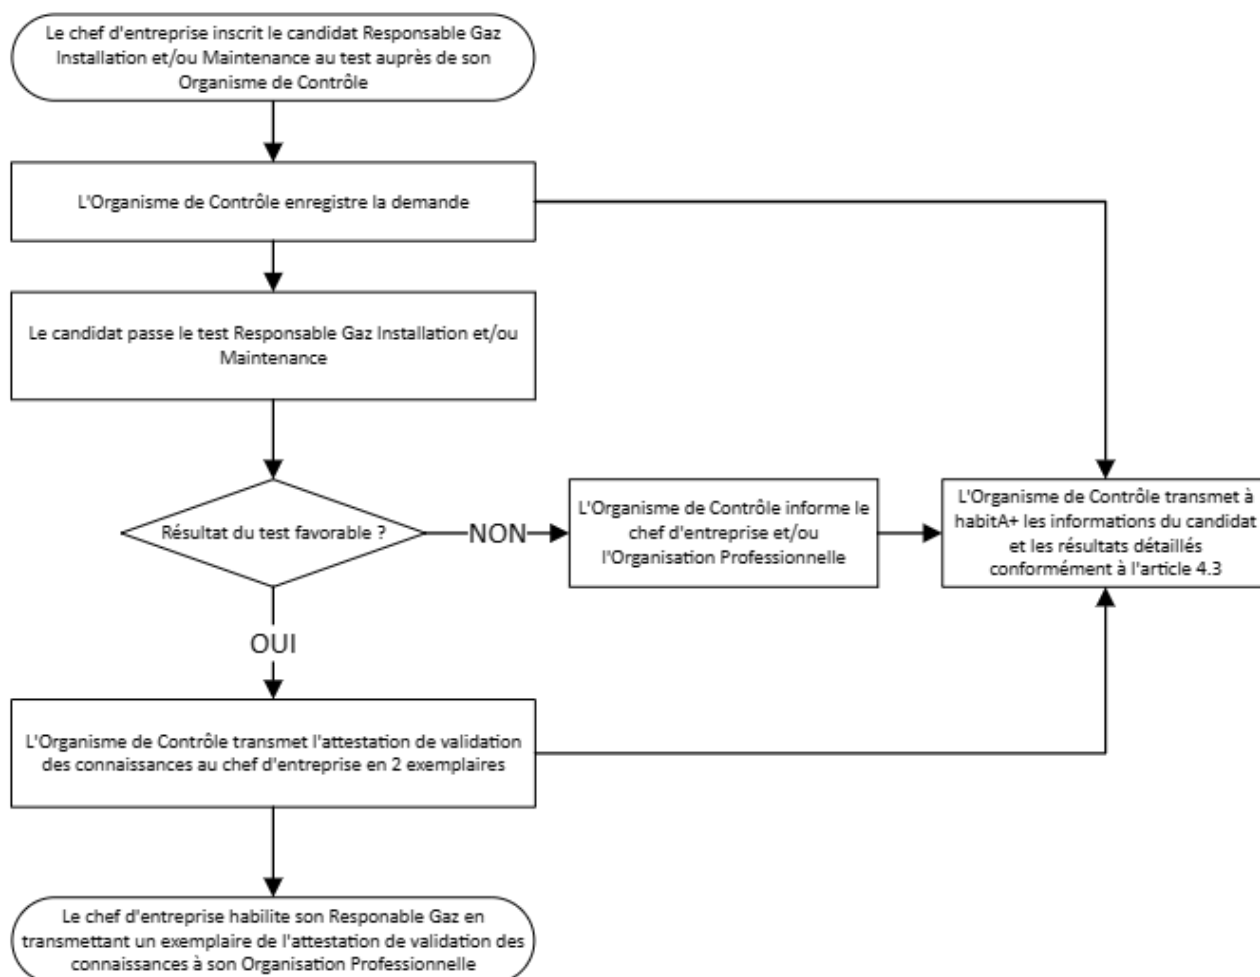 Le chef d'entreprise inscrit le candidat Responsable Gaz
Installation et/ou Maintenance au test auprès de son
Organisme de Contrôle
L'Organisme de Contrôle enregistre la demande
Le candidat passe le test Responsable Gaz Installation et/ou
Maintenance
Résultat du test favorable ?
NON
L'Organisme de Contrôle informe le
chef d'entreprise et/ou
l'Organisation Professionnelle
L'Organisme de Contrôle transmet à
habitA+ les informations du candidat
et les résultats détaillés
conformément à l'article 4.3
OUI
L'Organisme de Contrôle transmet l'attestation de validation
des connaissances au chef d'entreprise en 2 exemplaires
Le chef d'entreprise habilite son Responable Gaz en
transmettant un exemplaire de l'attestation de validation des
connaissances à son Organisation Professionnelle